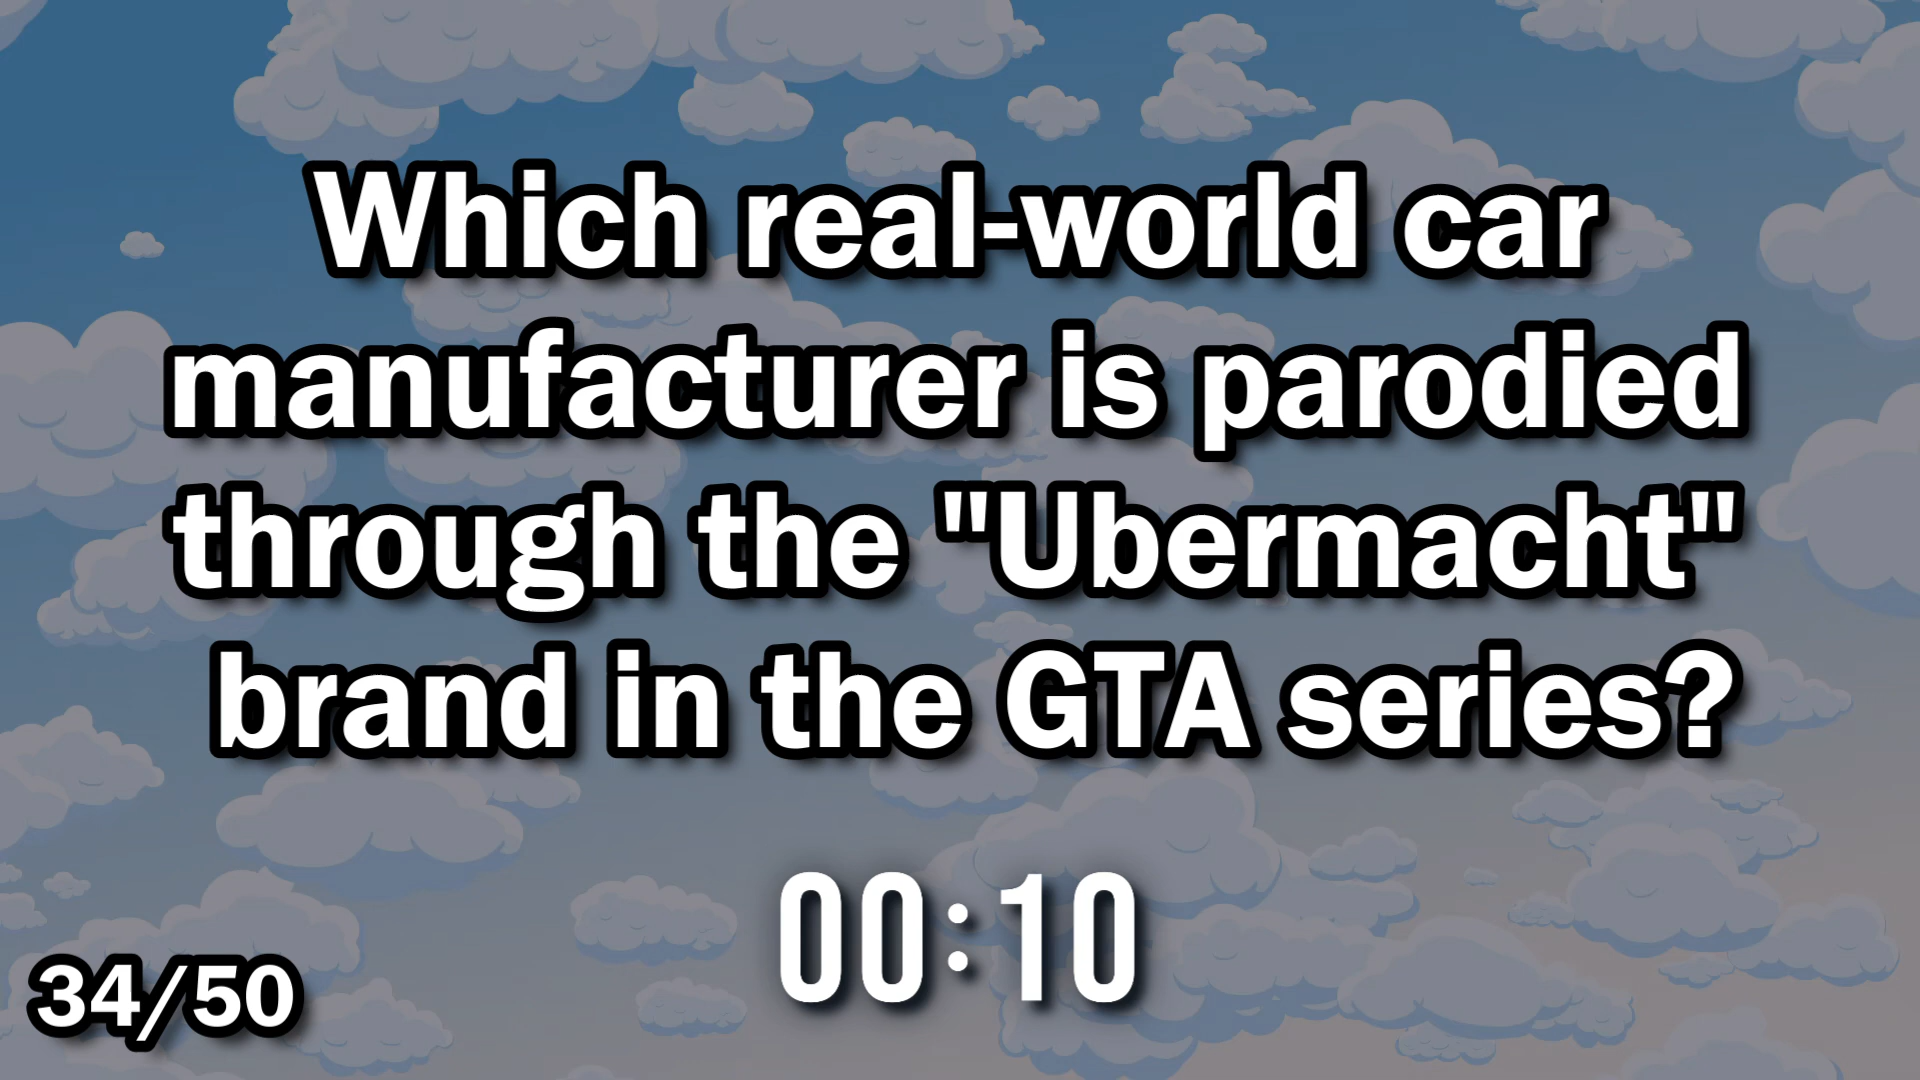 Which real-world car
manufacturer is parodied
through the "Ubermacht"
brand in the GTA series?
00:10
34/50